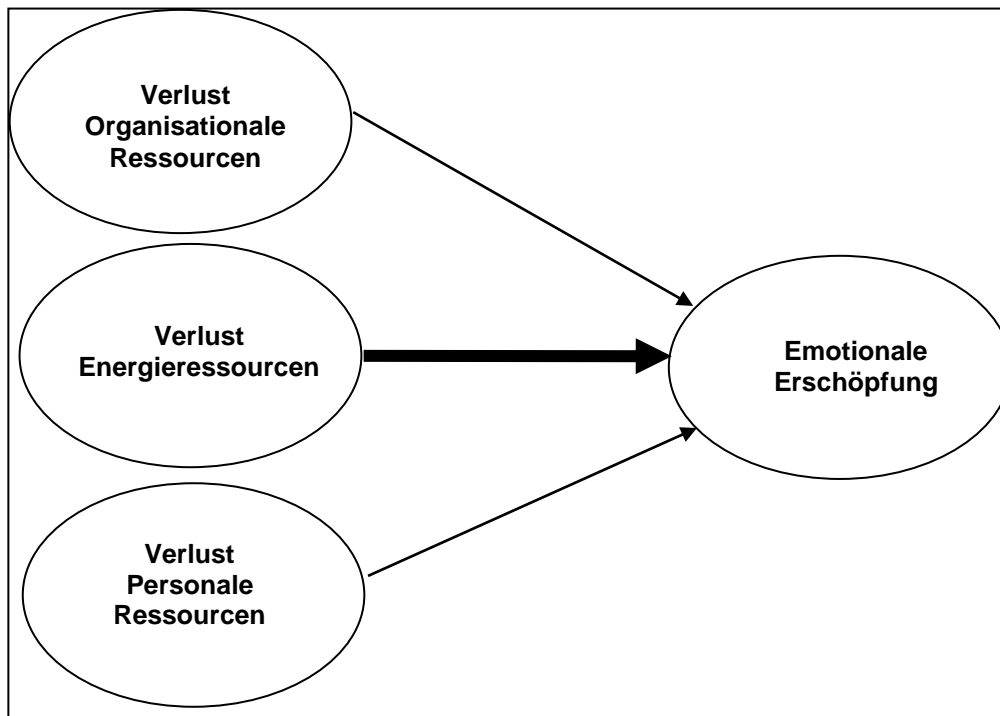 Verlust
Organisationale
Ressourcen
Verlust
Energieressourcen
Emotionale
Erschöpfung
Verlust
Personale
Ressourcen